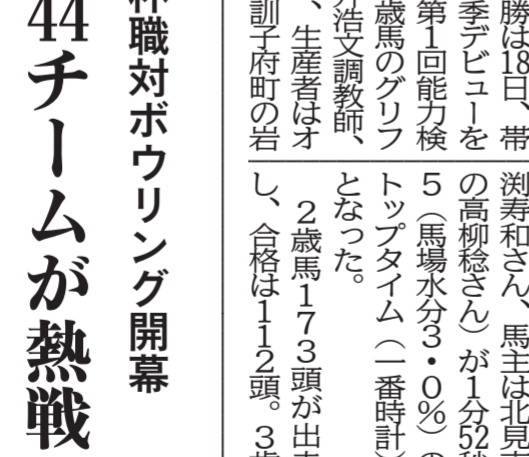 勝は18日、帯
季デビューを
第1回能力検
歳馬のグリフ
浩文調教師、
、生産者はオ
訓子府町の岩
渕寿和さん、馬主は北見
の高柳稔さん)が1分52秒
5(馬場水分3・0%)の
トップタイム(一番時計)
となった。
2歳馬173頭が出
し、合格は112頭。3
杯職対ボウリング開幕
44チームが熱戦